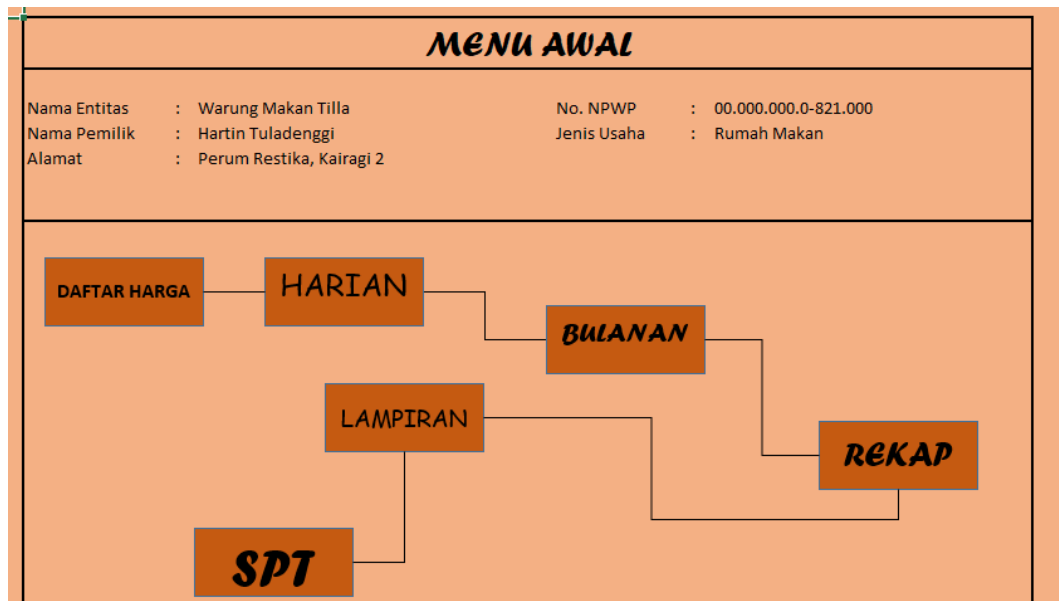 MENU AWAL
Nama Entitas : Warung Makan Tilla No. NPWP : 00.000.000.0-821.000
Nama Pemilik : Hartin Tuladenggi Jenis Usaha : Rumah Makan
Alamat : Perum Restika, Kairagi 2
DAFTAR HARGA
HARIAN
BULANAN
LAMPIRAN
REKAP
SPT